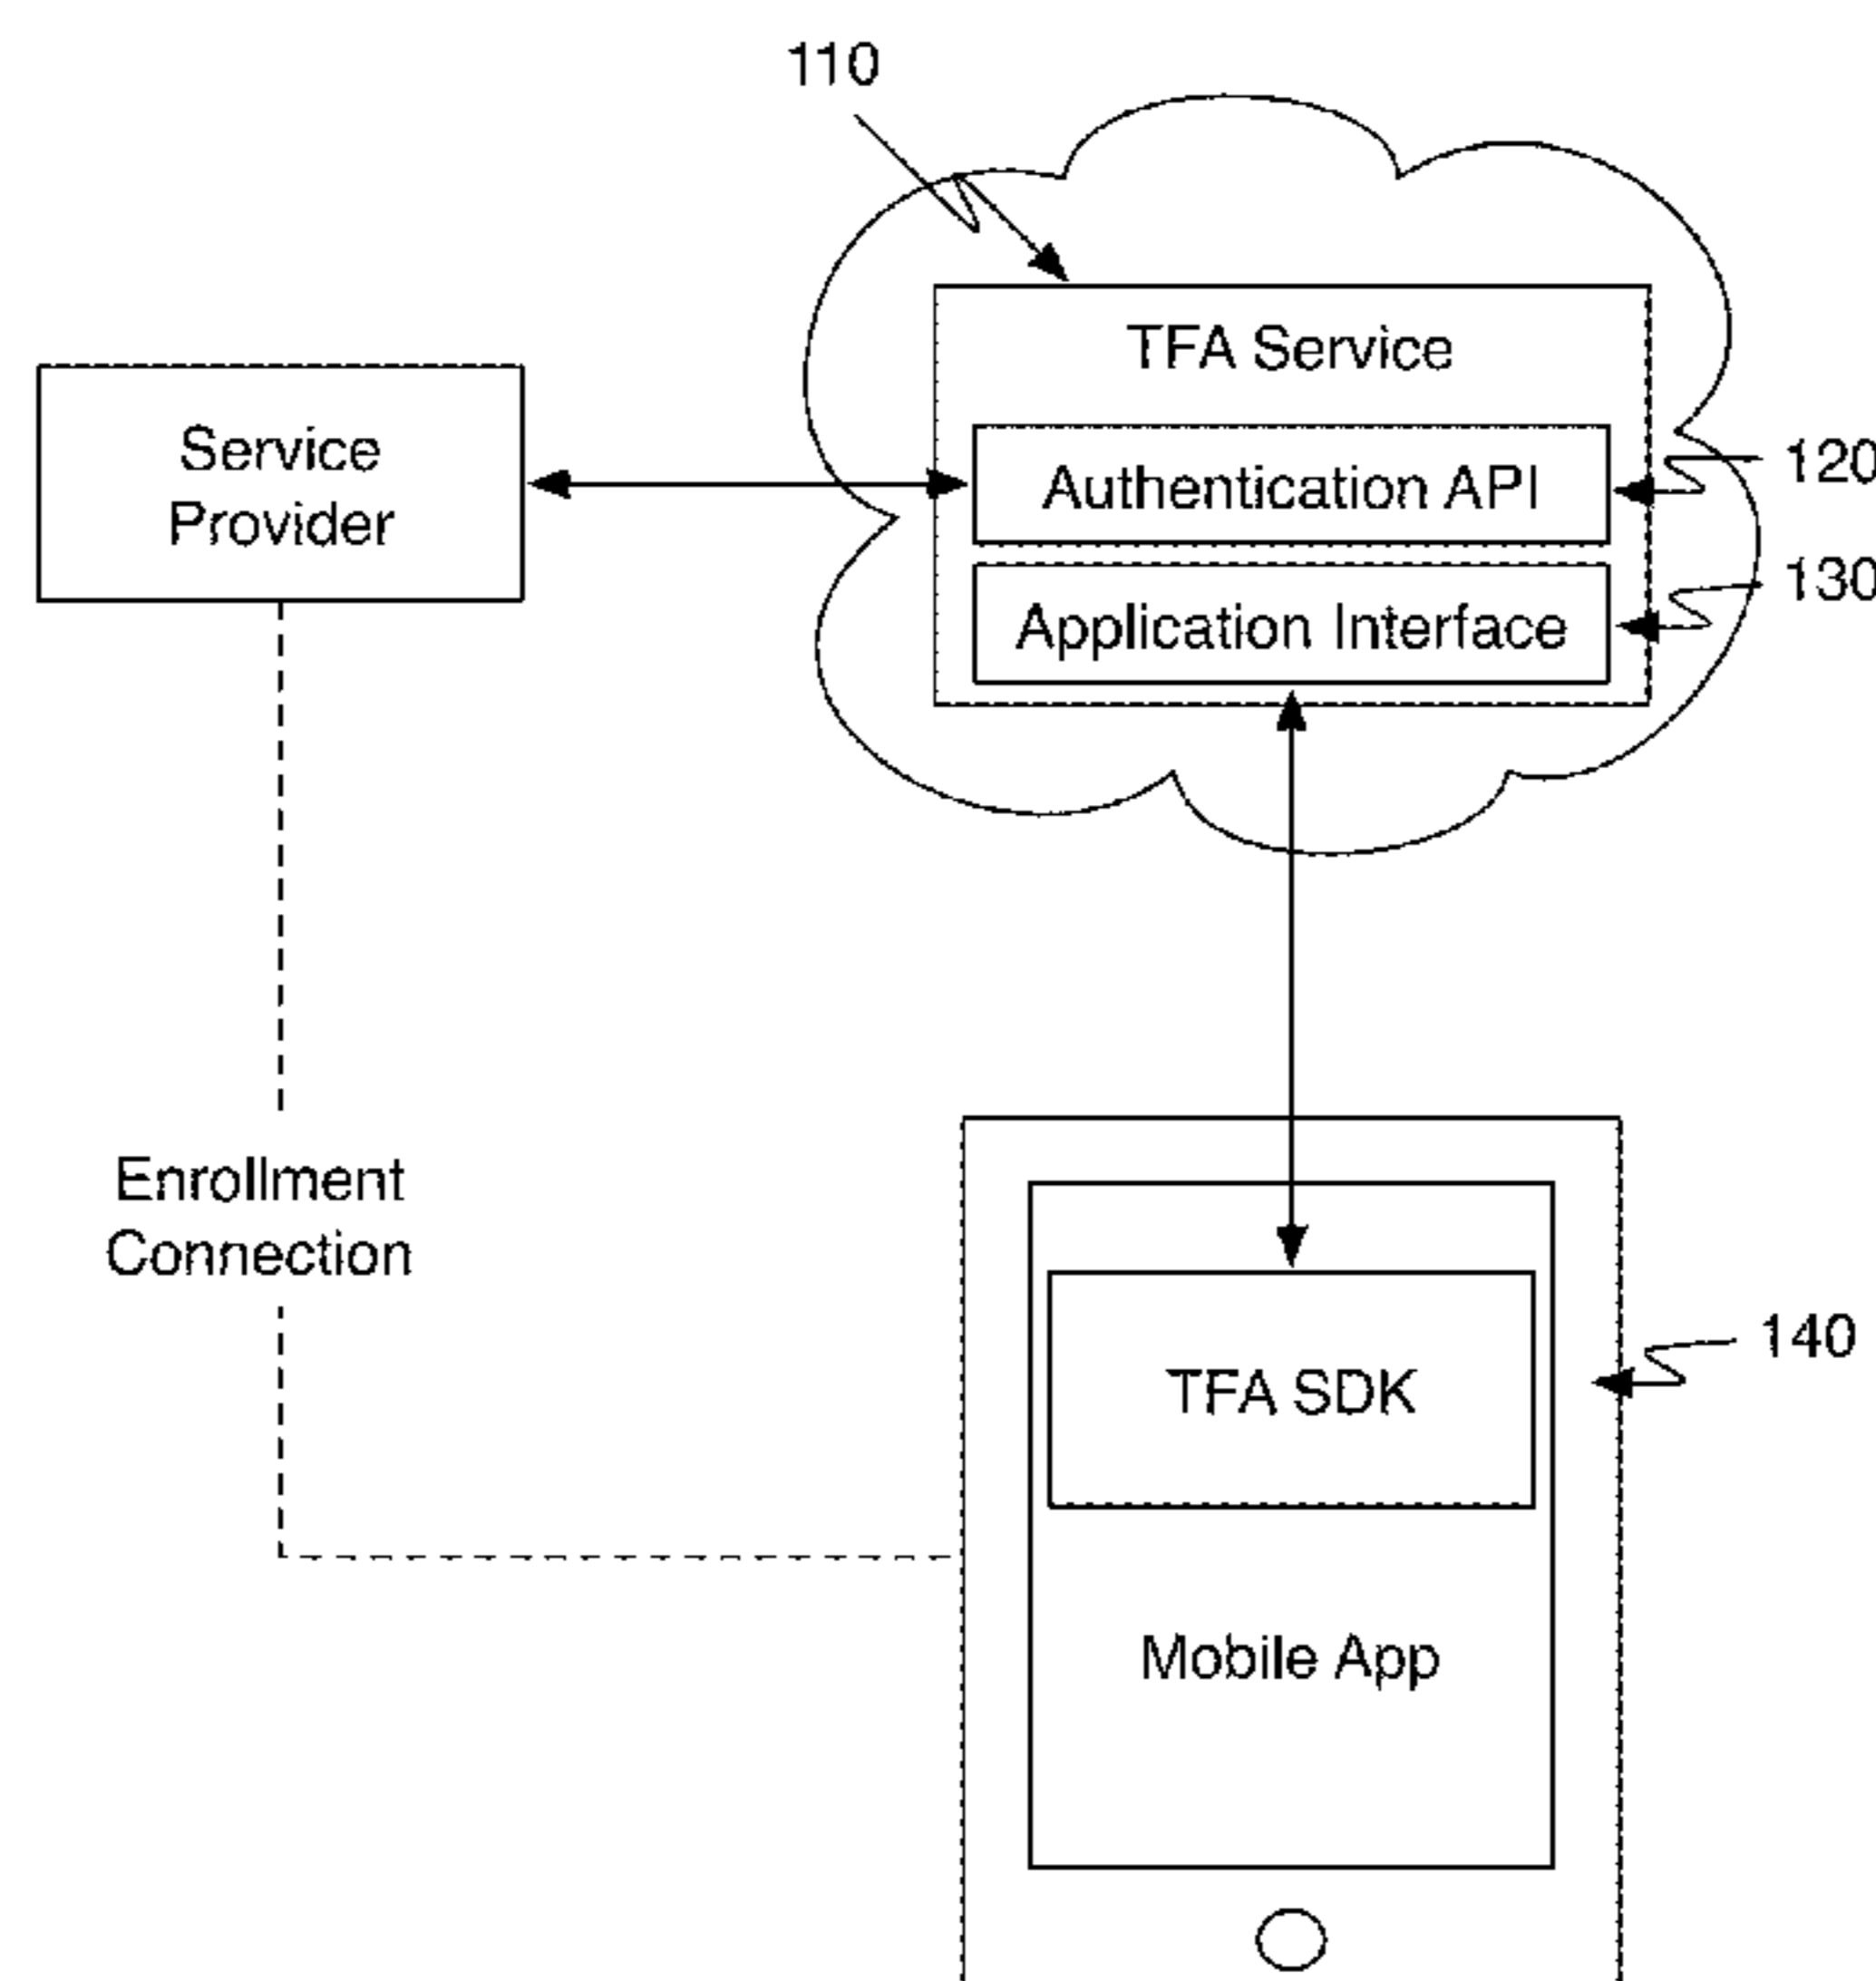 110
TFA Service
Service
Provider
Authentication API
120
Application Interface
130
Enrollment
Connection
TFA SDK
140
Mobile App